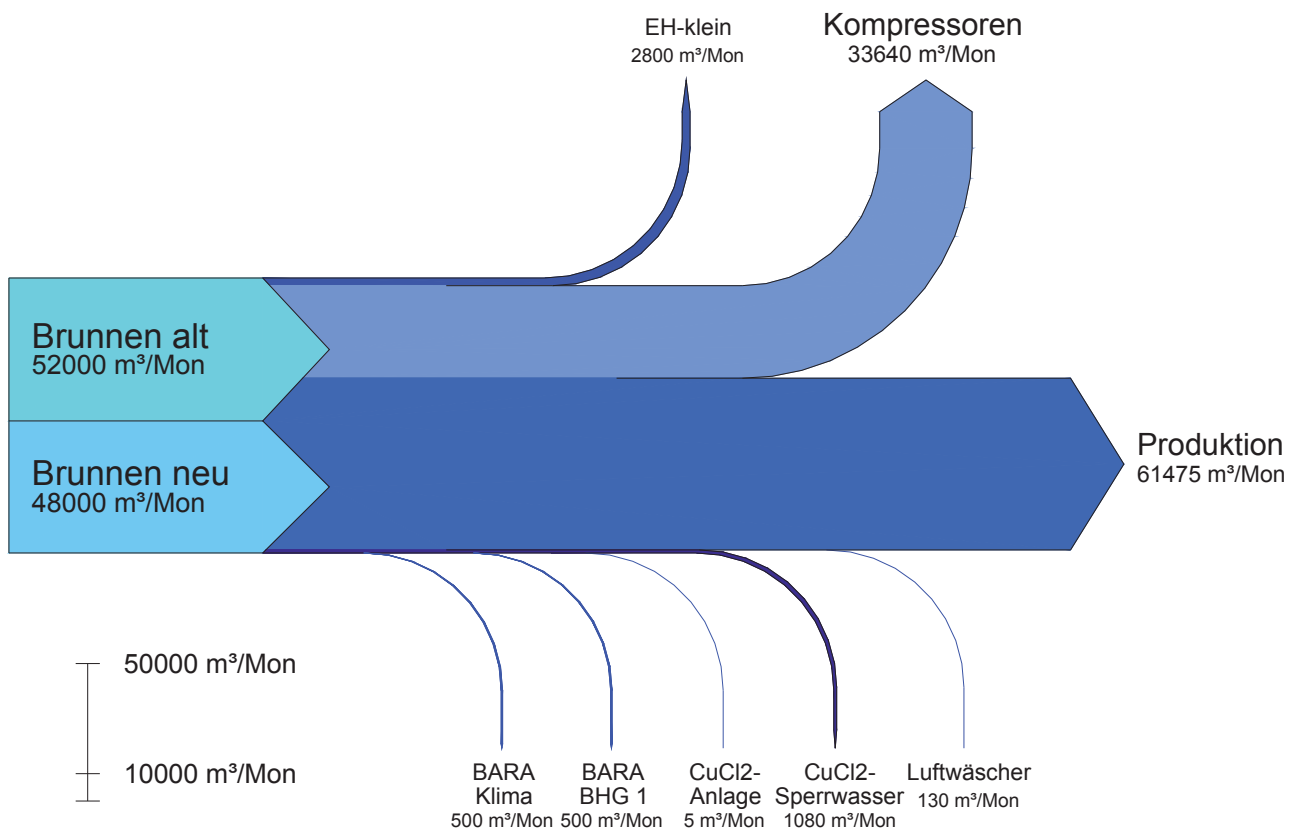 EH-klein
2800 m³/Mon
Kompressoren
33640 m³/Mon
Brunnen alt
52000 m³/Mon
Brunnen neu
48000 m³/Mon
Produktion
61475 m³/Mon
50000 m³/Mon
10000 m³/Mon
BARA
Klima
500 m³/Mon
BARA
BHG 1
500 m³/Mon
CuCl2-
Anlage
5 m³/Mon
CuCl2-
Sperrwasser
1080 m³/Mon
Luftwäscher
130 m³/Mon